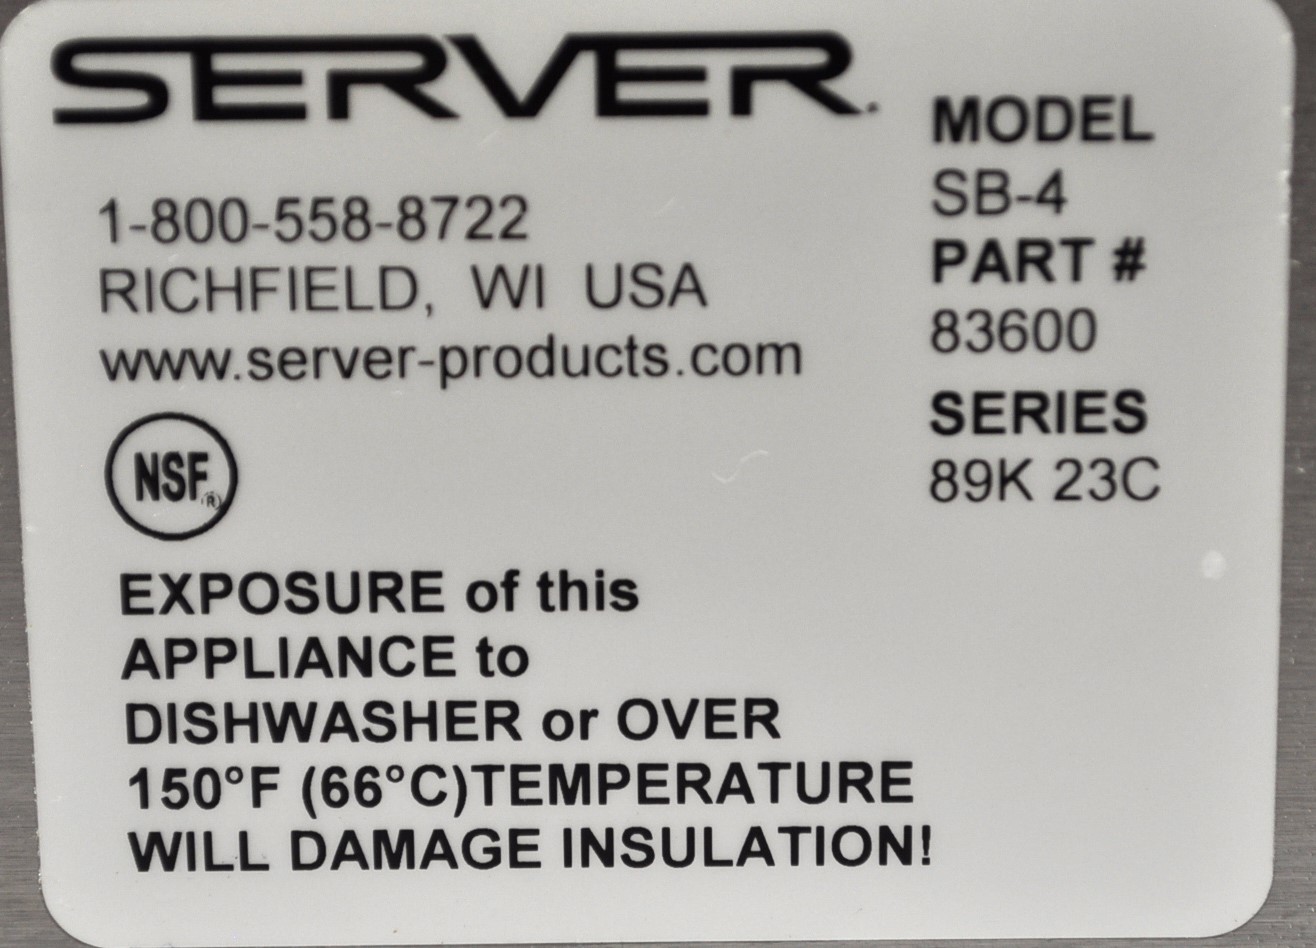 SERVER.
1-800-558-8722
RICHFIELD, WI USA
www.server-products.com
NSF®
EXPOSURE of this
APPLIANCE to
DISHWASHER or OVER
150°F (66°C)TEMPERATURE
WILL DAMAGE INSULATION!
MODEL
SB-4
PART #
83600
SERIES
89K 23C